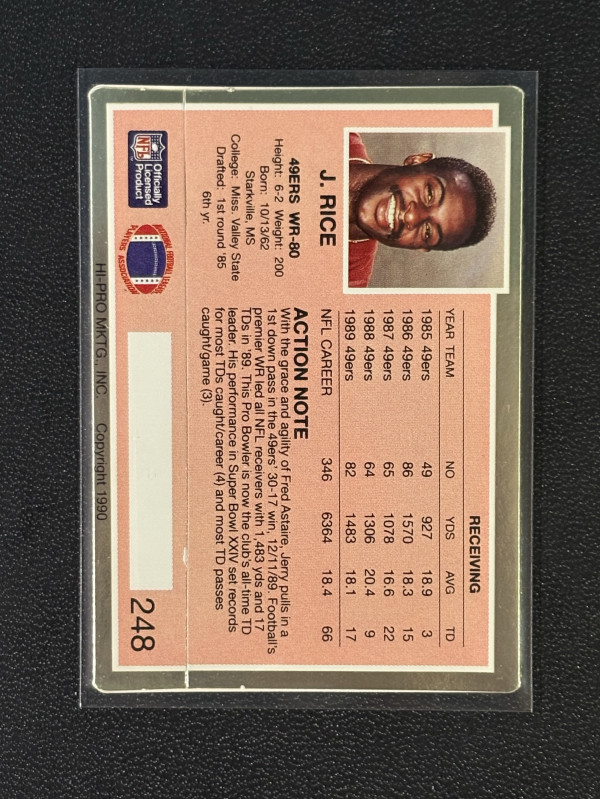 J. RICE
49ERS WR-80
Height: 6-2 Weight: 200
Born: 10/13/62
Starkville, MS
College: Miss. Valley State
Drafted: 1st round '85
6th yr.
RECEIVING
YEAR TEAM NO YDS AVG TD
1985 49ers 49 927 18.9 3
1986 49ers 86 1570 18.3 15
1987 49ers 65 1078 16.6 22
1988 49ers 64 1306 20.4 9
1989 49ers 82 1483 18.1 17
NFL CAREER 346 6364 18.4 66
ACTION NOTE
With the grace and agility of Fred Astaire, Jerry pulls in a
1st down pass in the 49ers' 30-17 win, 12/11/89. Football's
premier WR led all NFL receivers with 1,483 yds and 17
TDs in '89. This Pro Bowler is now the club's all-time TD
leader. His performance in Super Bowl XXIV set records
for most TDs caught/career (4) and most TD passes
caught/game (3).
NFL
Officially
Licensed
Product
NATIONAL FOOTBALL LEAGUE
PLAYERS ASSOCIATION
248
HI-PRO MKTG. INC. Copyright 1990